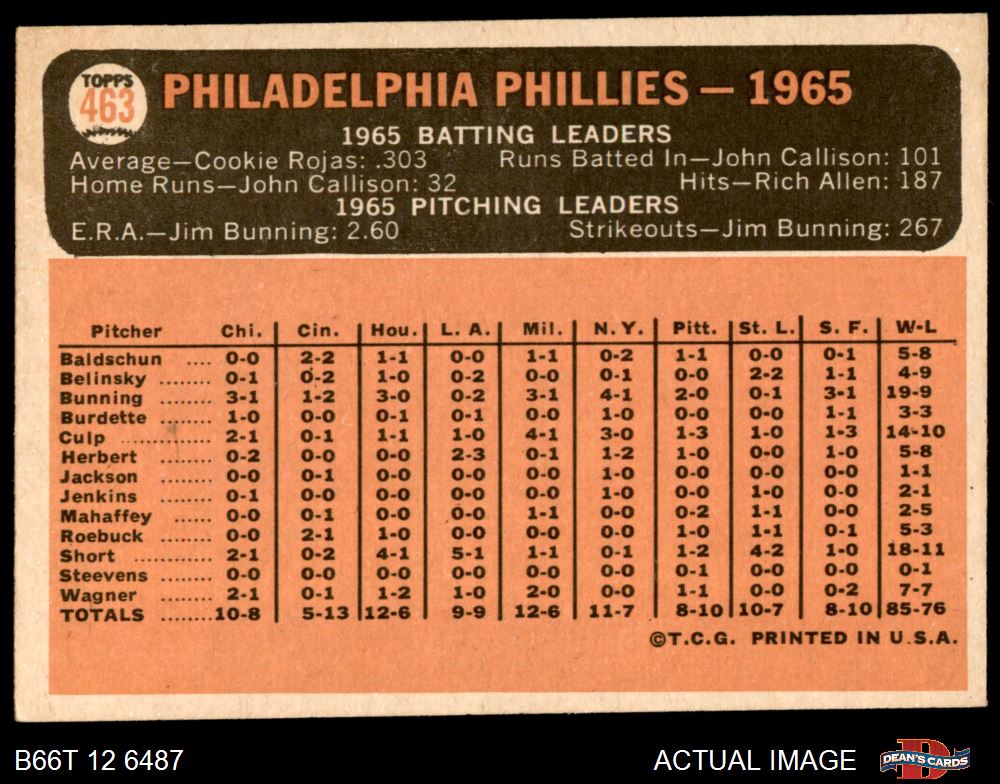 TOPPS
463
PHILADELPHIA PHILLIES — 1965
1965 BATTING LEADERS
Average—Cookie Rojas: .303 Runs Batted In—John Callison: 101
Home Runs—John Callison: 32 Hits—Rich Allen: 187
1965 PITCHING LEADERS
E.R.A.—Jim Bunning: 2.60 Strikeouts—Jim Bunning: 267
Pitcher Chi. Cin. Hou. L. A. Mil. N. Y. Pitt. St. L. S. F. W-L
Baldschun .... 0-0 2-2 1-1 0-0 1-1 0-2 1-1 0-0 0-1 5-8
Belinsky ........ 0-1 0-2 1-0 0-2 0-0 0-1 0-0 2-2 1-1 4-9
Bunning ........ 3-1 1-2 3-0 0-2 3-1 4-1 2-0 0-1 3-1 19-9
Burdette ........ 1-0 0-0 0-1 0-1 0-0 1-0 0-0 0-0 1-1 3-3
Culp .............. 2-1 0-1 1-1 1-0 4-1 3-0 1-3 1-0 1-3 14-10
Herbert ........ 0-2 0-0 0-0 2-3 0-1 1-2 1-0 0-0 1-0 5-8
Jackson ........ 0-0 0-1 0-0 0-0 0-0 1-0 0-0 0-0 0-0 1-1
Jenkins ........ 0-1 0-0 0-0 0-0 0-0 1-0 0-0 1-0 0-0 2-1
Mahaffey ...... 0-0 0-1 0-0 0-0 1-1 0-0 0-2 1-1 0-0 2-5
Roebuck ........ 0-0 2-1 1-0 0-0 0-0 0-0 1-0 1-1 0-1 5-3
Short ............ 2-1 0-2 4-1 5-1 1-1 0-1 1-2 4-2 1-0 18-11
Steevens ........ 0-0 0-0 0-0 0-0 0-0 0-0 0-1 0-0 0-0 0-1
Wagner ........ 2-1 0-1 1-2 1-0 2-0 0-0 1-1 0-0 0-2 7-7
TOTALS ........ 10-8 5-13 12-6 9-9 12-6 11-7 8-10 10-7 8-10 85-76
©T.C.G. PRINTED IN U.S.A.
B66T 12 6487 ACTUAL IMAGE
DEAN'S CARDS